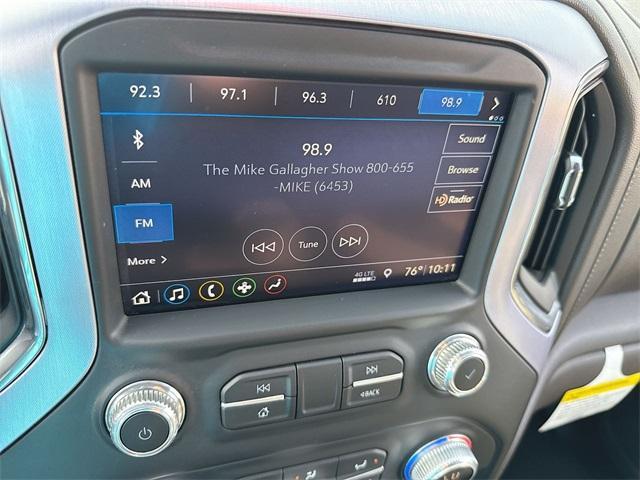 92.3 97.1 96.3 610 98.9
Sound
98.9
The Mike Gallagher Show 800-655
-MIKE (6453)
Browse
AM
FM
HD Radio
Tune
More >
4G LTE 76° 10:11
BACK